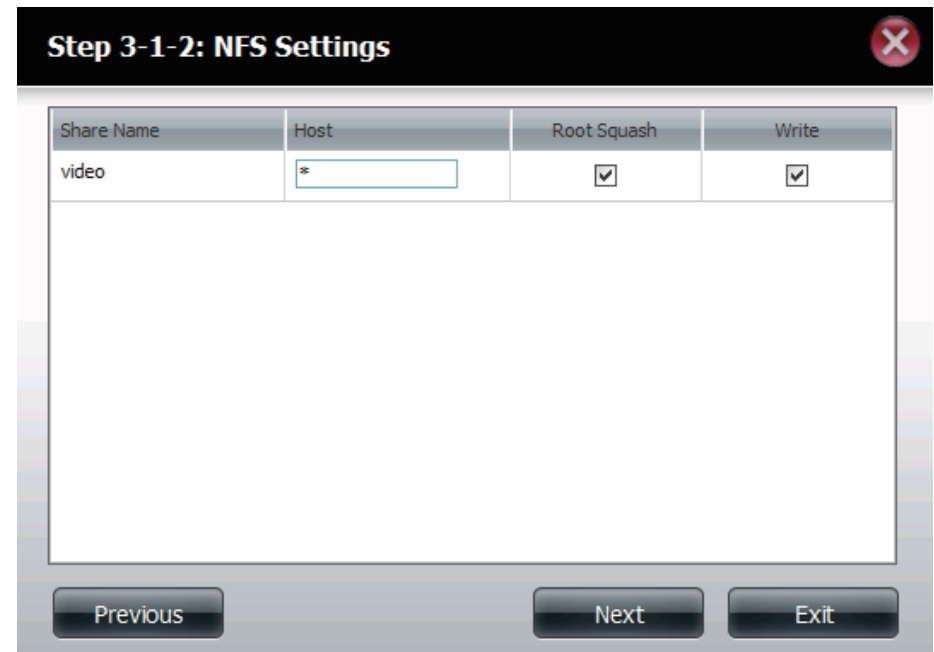 Step 3-1-2: NFS Settings
Share Name Host Root Squash Write
video *
Previous Next Exit